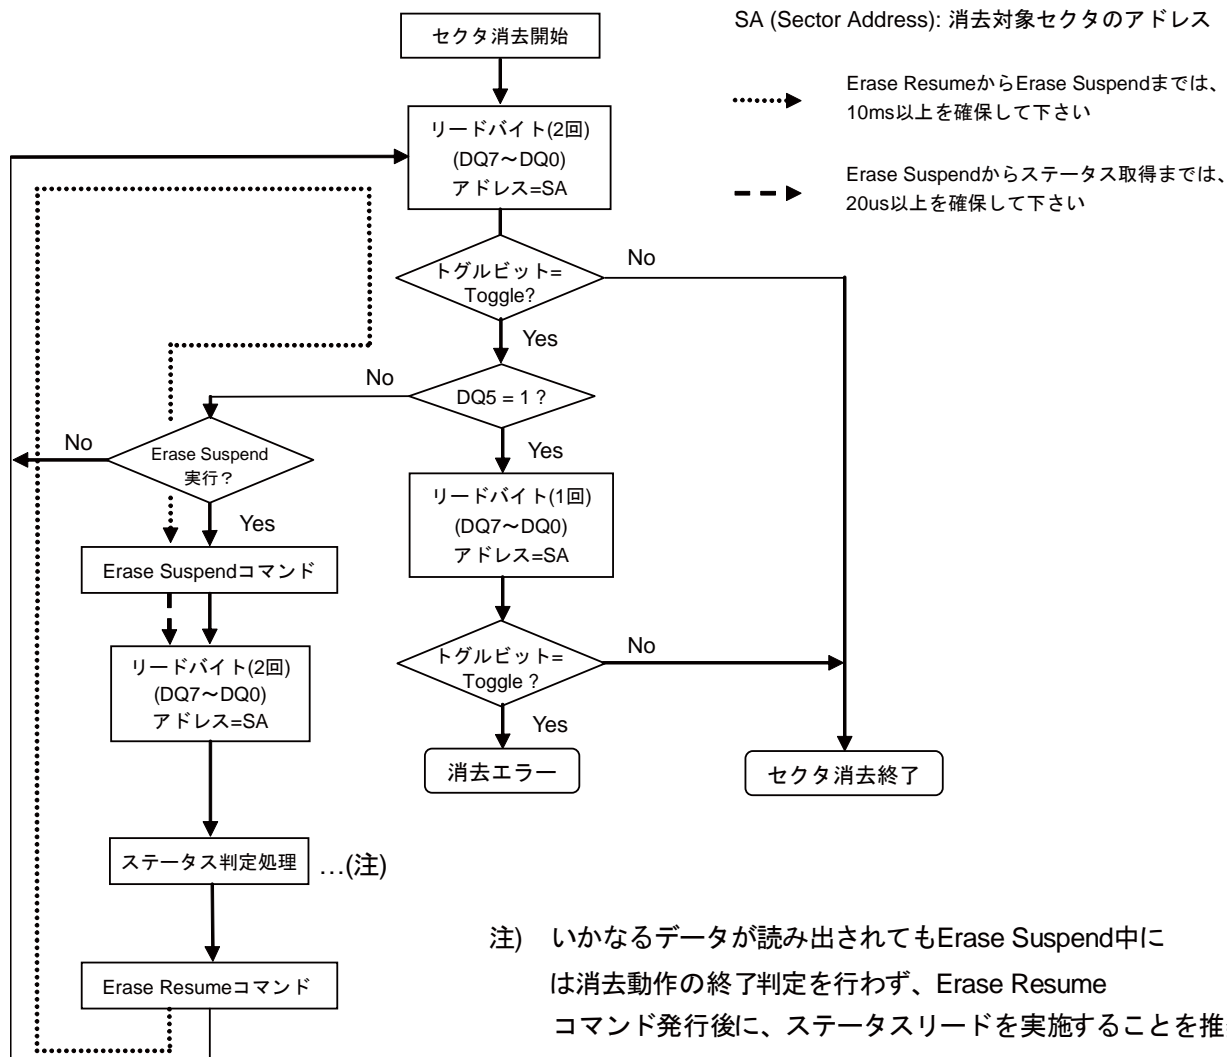 セクタ消去開始
SA (Sector Address): 消去対象セクタのアドレス
Erase ResumeからErase Suspendまでは、
10ms以上を確保して下さい
リードバイト(2回)
(DQ7～DQ0)
アドレス=SA
Erase Suspendからステータス取得までは、
20us以上を確保して下さい
トグルビット=
Toggle?
No
Yes
DQ5 = 1 ?
No
Yes
Erase Suspend
実行？
No
Yes
リードバイト(1回)
(DQ7～DQ0)
アドレス=SA
Erase Suspendコマンド
トグルビット=
Toggle ?
No
Yes
リードバイト(2回)
(DQ7～DQ0)
アドレス=SA
消去エラー
セクタ消去終了
ステータス判定処理
…(注)
Erase Resumeコマンド
注) いかなるデータが読み出されてもErase Suspend中に
は消去動作の終了判定を行わず、Erase Resume
コマンド発行後に、ステータスリードを実施することを推